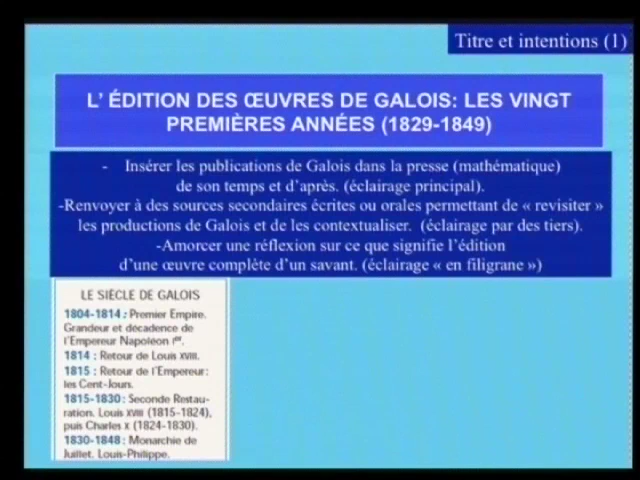 Titre et intentions (1)
L' ÉDITION DES ŒUVRES DE GALOIS: LES VINGT
PREMIÈRES ANNÉES (1829-1849)
- Insérer les publications de Galois dans la presse (mathématique)
de son temps et d'après. (éclairage principal).
-Renvoyer à des sources secondaires écrites ou orales permettant de « revisiter »
les productions de Galois et de les contextualiser. (éclairage par des tiers).
-Amorcer une réflexion sur ce que signifie l'édition
d'une œuvre complète d'un savant. (éclairage « en filigrane »)
LE SIÈCLE DE GALOIS
1804-1814 : Premier Empire.
Grandeur et décadence de
l'Empereur Napoléon Ier.
1814 : Retour de Louis XVIII.
1815 : Retour de l'Empereur :
les Cent-Jours.
1815-1830 : Seconde Restau-
ration. Louis XVIII (1815-1824),
puis Charles X (1824-1830).
1830-1848 : Monarchie de
Juillet. Louis-Philippe.